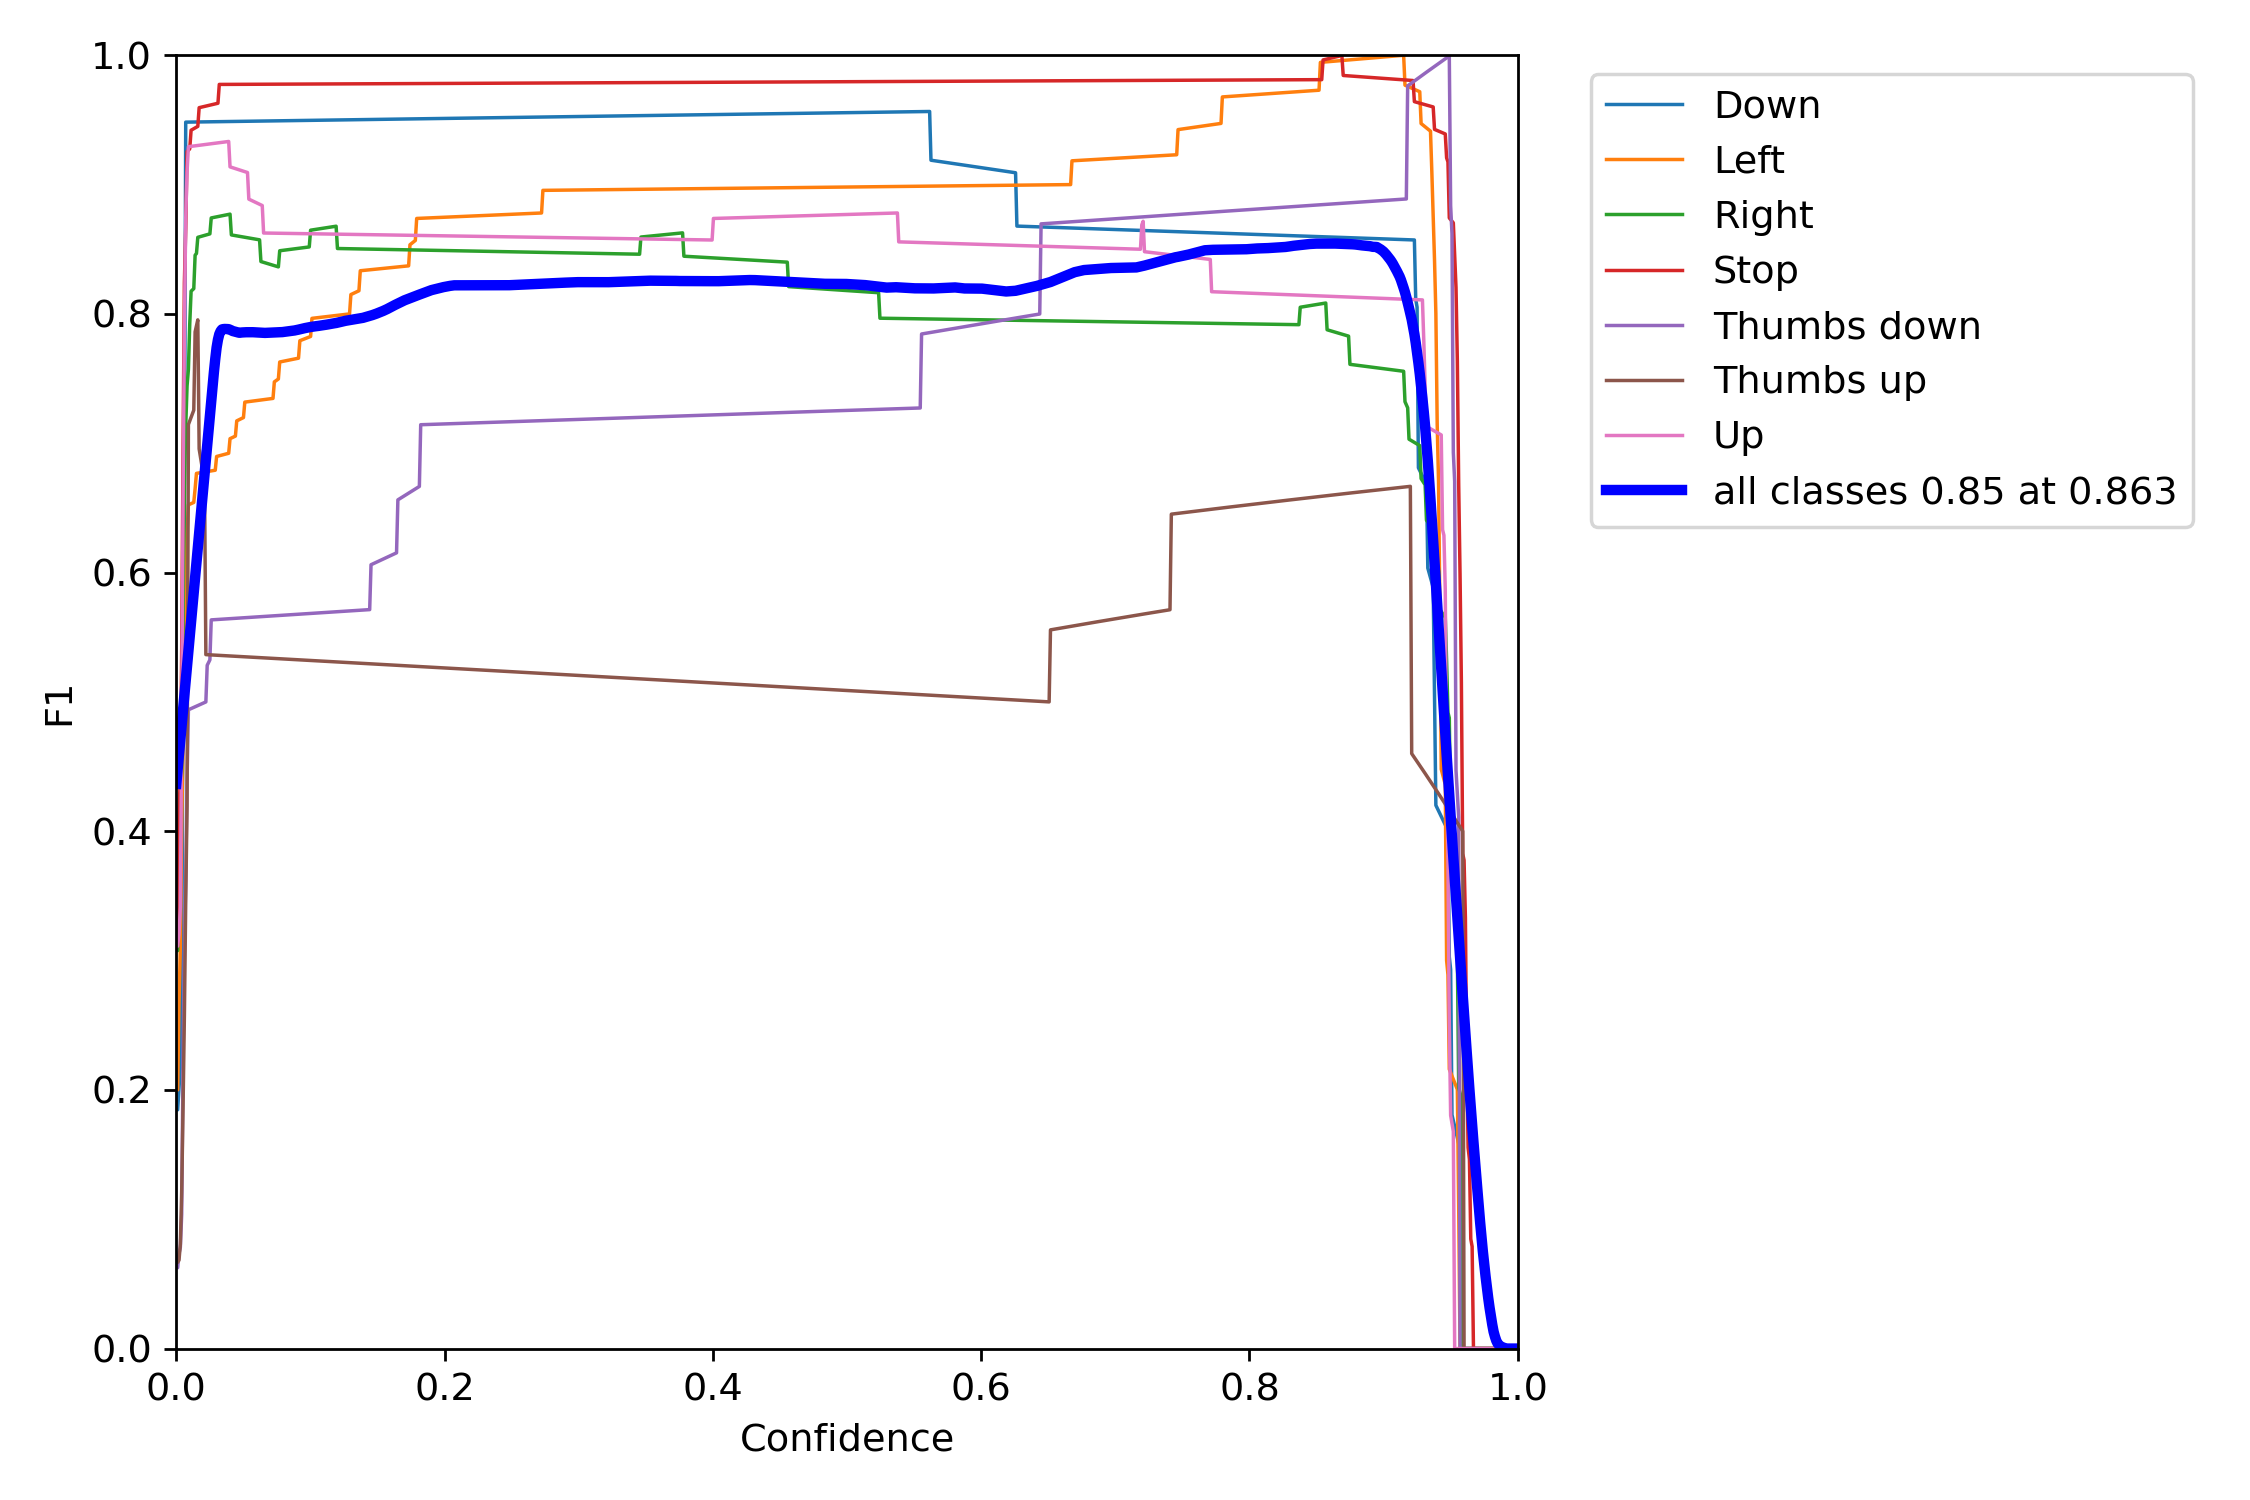 1.0
0.8
0.6
0.4
0.2
0.0
F1
0.0 0.2 0.4 0.6 0.8 1.0
Confidence
Down
Left
Right
Stop
Thumbs down
Thumbs up
Up
all classes 0.85 at 0.863